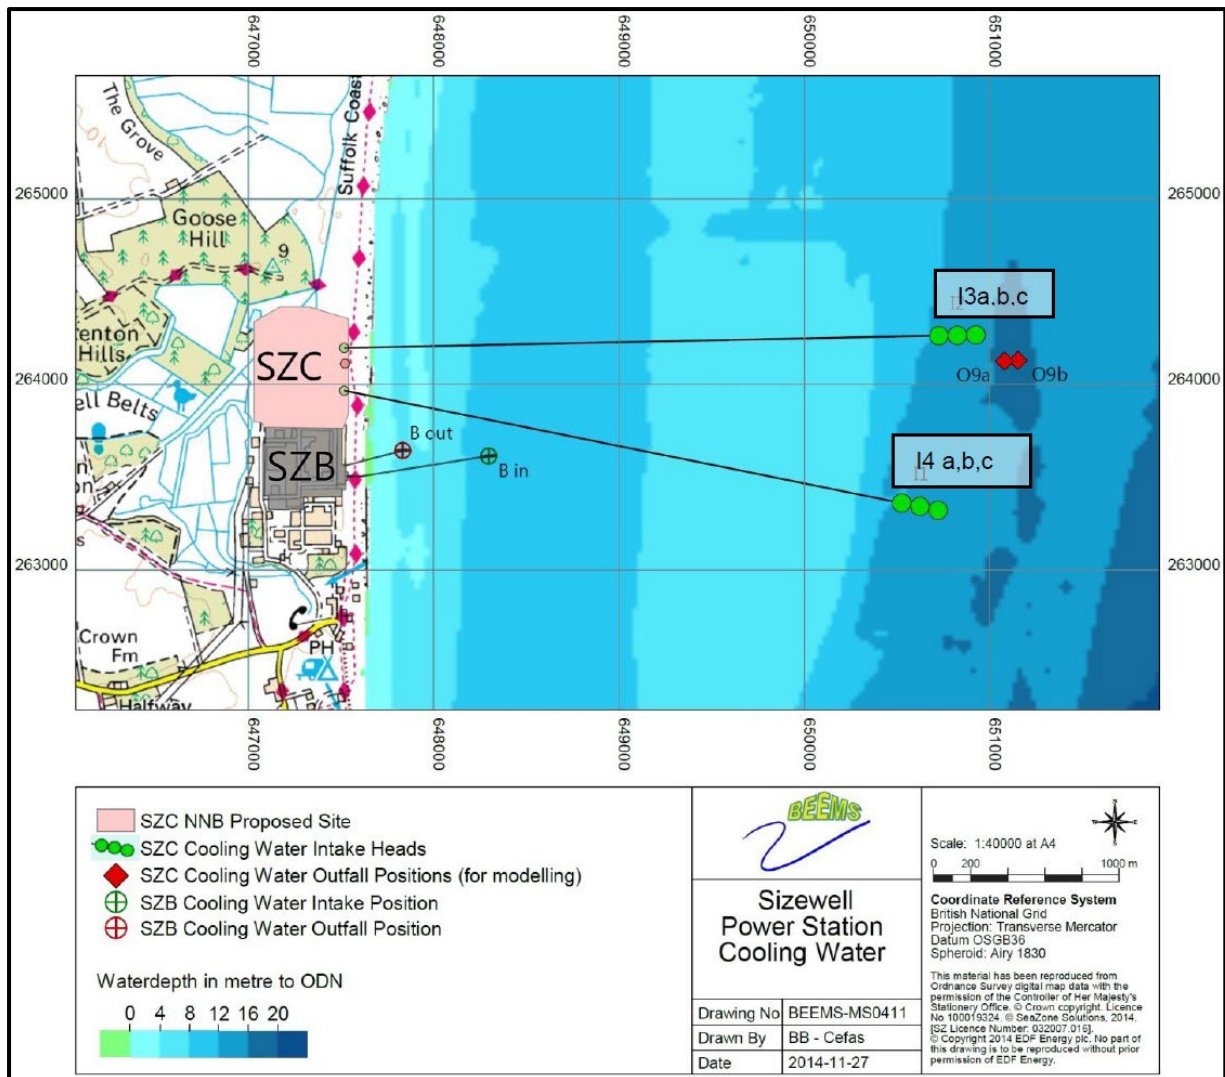 647000
648000
649000
650000
651000
The Grove
Suffolk Coast
265000
265000
Goose
Hill
9
I3a,b,c
enton
Hills
SZC
264000
264000
O9a
O9b
ell Belts
B out
SZB
B in
I4 a,b,c
I1
263000
263000
s
Crown
Fm
PH
Halfway
647000
648000
649000
650000
651000
SZC NNB Proposed Site
SZC Cooling Water Intake Heads
SZC Cooling Water Outfall Positions (for modelling)
SZB Cooling Water Intake Position
SZB Cooling Water Outfall Position
Waterdepth in metre to ODN
0 4 8 12 16 20
BEEMS
Sizewell
Power Station
Cooling Water
Drawing No BEEMS-MS0411
Drawn By BB - Cefas
Date 2014-11-27
N
Scale: 1:40000 at A4
0 200 1000 m
Coordinate Reference System
British National Grid
Projection: Transverse Mercator
Datum OSGB36
Spheroid: Airy 1830
This material has been reproduced from
Ordnance Survey digital map data with the
permission of the Controller of Her Majesty's
Stationery Office. © Crown copyright. Licence
No 100019324. © SeaZone Solutions, 2014,
[SZ Licence Number: 032007.016].
© Copyright 2014 EDF Energy plc. No part of
this drawing is to be reproduced without prior
permission of EDF Energy.